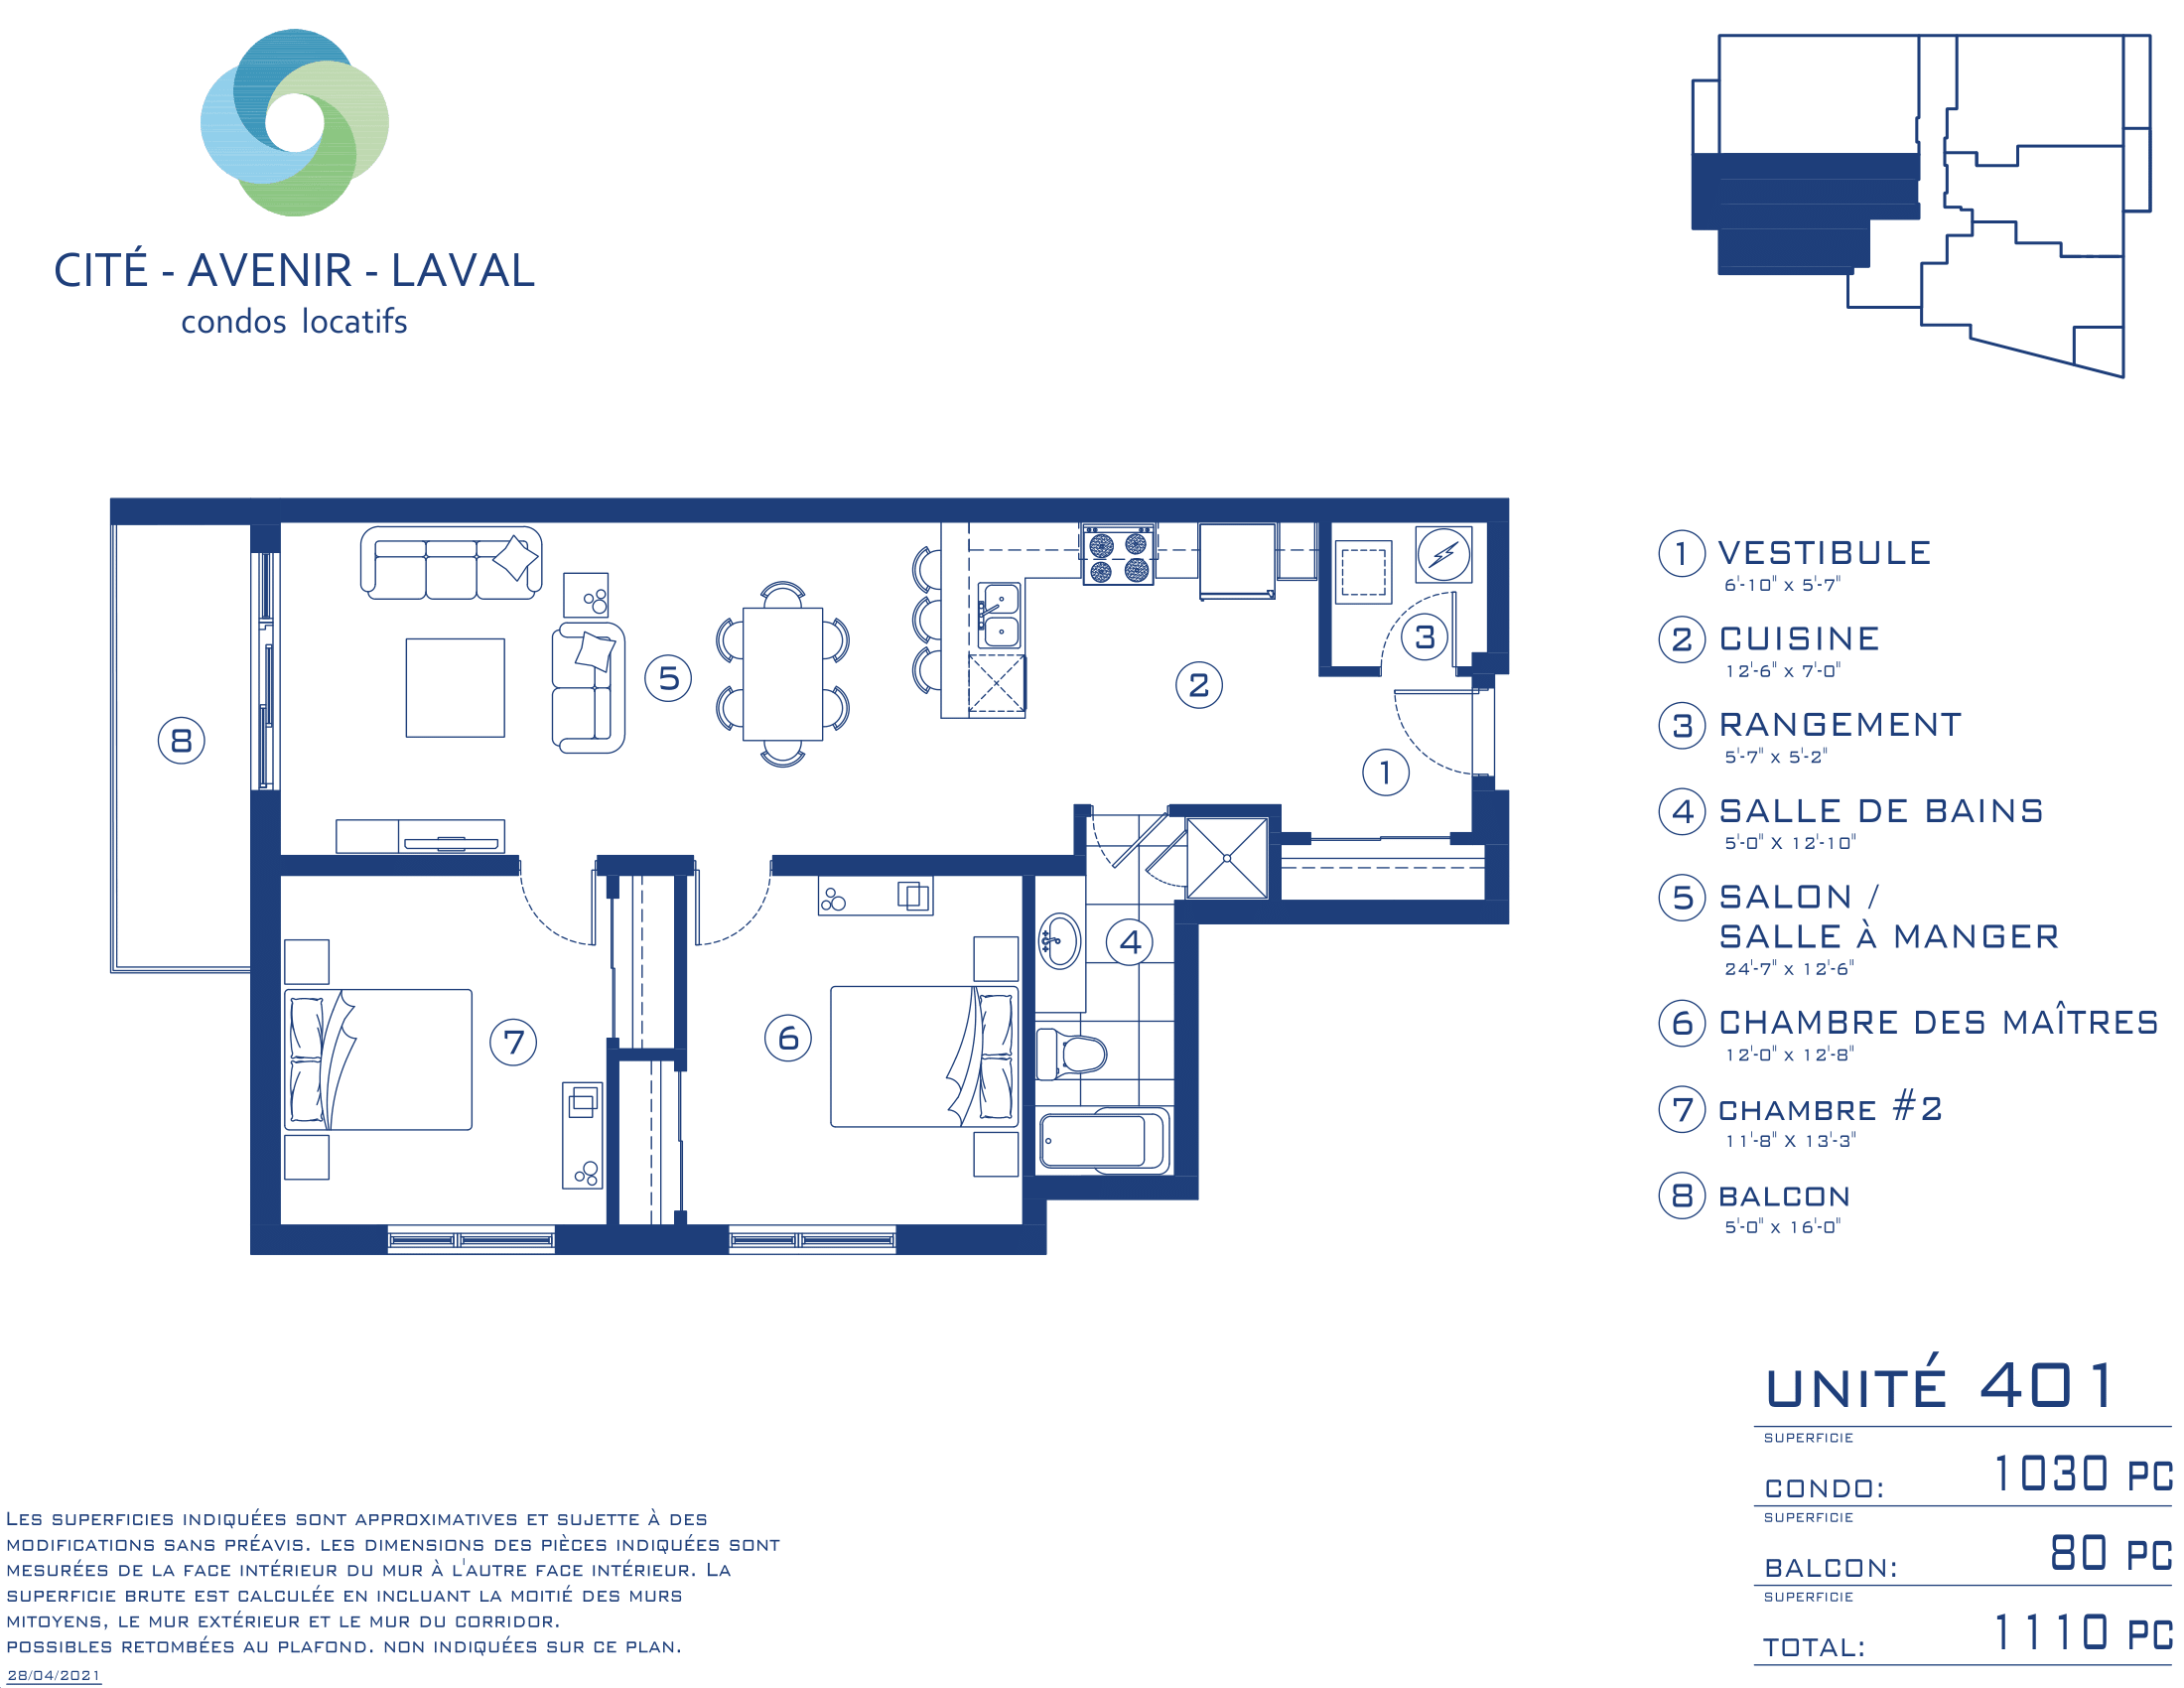 CITÉ - AVENIR - LAVAL
condos locatifs
8
5
2
3
1
7
6
4
1 VESTIBULE
6'-10" x 5'-7"
2 CUISINE
12'-6" x 7'-0"
3 RANGEMENT
5'-7" x 5'-2"
4 SALLE DE BAINS
5'-0" X 12'-10"
5 SALON /
SALLE À MANGER
24'-7" x 12'-6"
6 CHAMBRE DES MAÎTRES
12'-0" x 12'-8"
7 CHAMBRE #2
11'-8" X 13'-3"
8 BALCON
5'-0" x 16'-0"
UNITÉ 401
SUPERFICIE
CONDO: 1030 PC
SUPERFICIE
BALCON: 80 PC
SUPERFICIE
TOTAL: 1110 PC
LES SUPERFICIES INDIQUÉES SONT APPROXIMATIVES ET SUJETTE À DES
MODIFICATIONS SANS PRÉAVIS. LES DIMENSIONS DES PIÈCES INDIQUÉES SONT
MESURÉES DE LA FACE INTÉRIEUR DU MUR À L'AUTRE FACE INTÉRIEUR. LA
SUPERFICIE BRUTE EST CALCULÉE EN INCLUANT LA MOITIÉ DES MURS
MITOYENS, LE MUR EXTÉRIEUR ET LE MUR DU CORRIDOR.
POSSIBLES RETOMBÉES AU PLAFOND. NON INDIQUÉES SUR CE PLAN.
28/04/2021